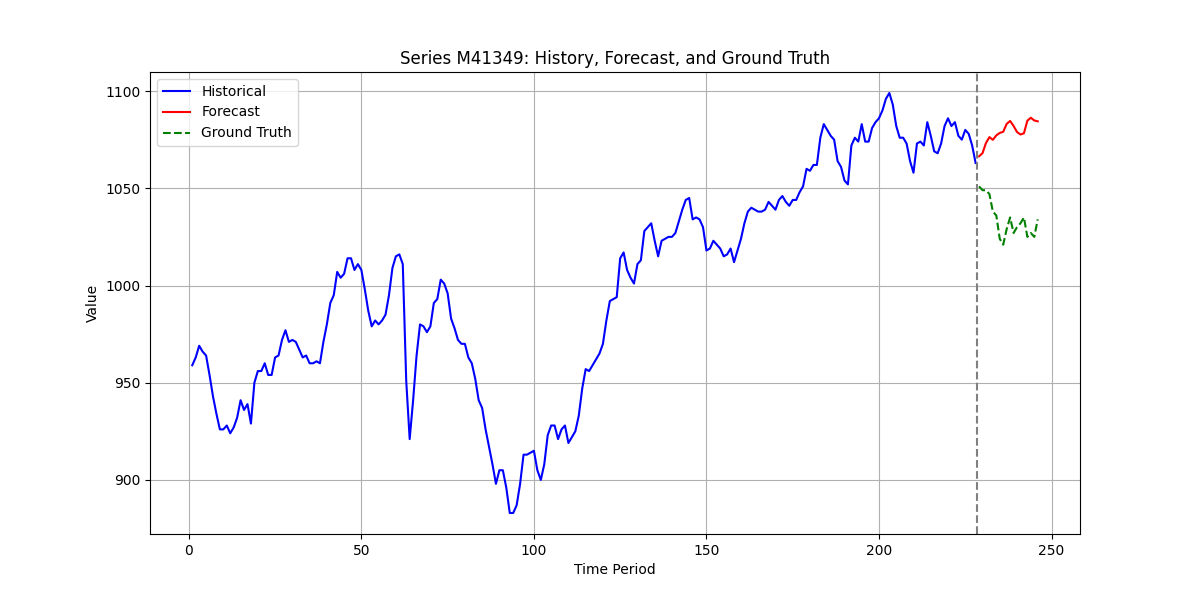 Series M41349: History, Forecast, and Ground Truth
Historical
Forecast
Ground Truth
Value
1100
1050
1000
950
900
0 50 100 150 200 250
Time Period